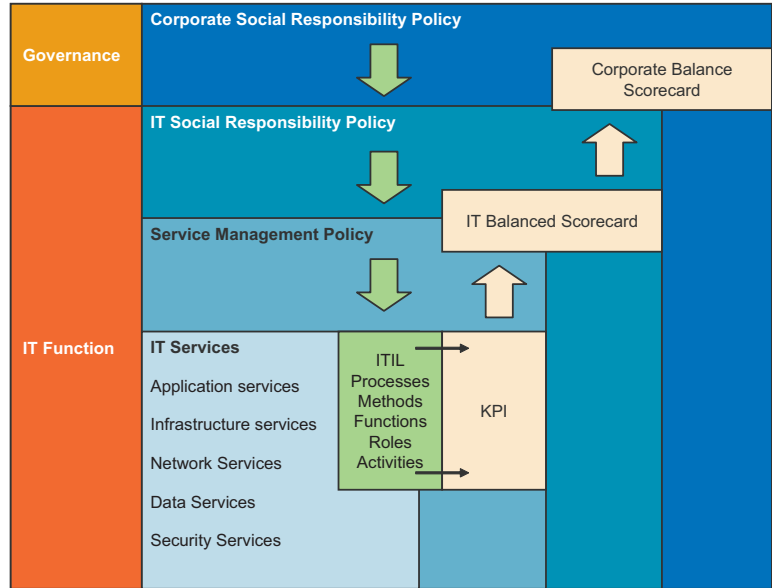 Corporate Social Responsibility Policy
Governance
Corporate Balance
Scorecard
IT Social Responsibility Policy
IT Balanced Scorecard
Service Management Policy
IT Function
IT Services
Application services
Infrastructure services
Network Services
Data Services
Security Services
ITIL
Processes
Methods
Functions
Roles
Activities
KPI